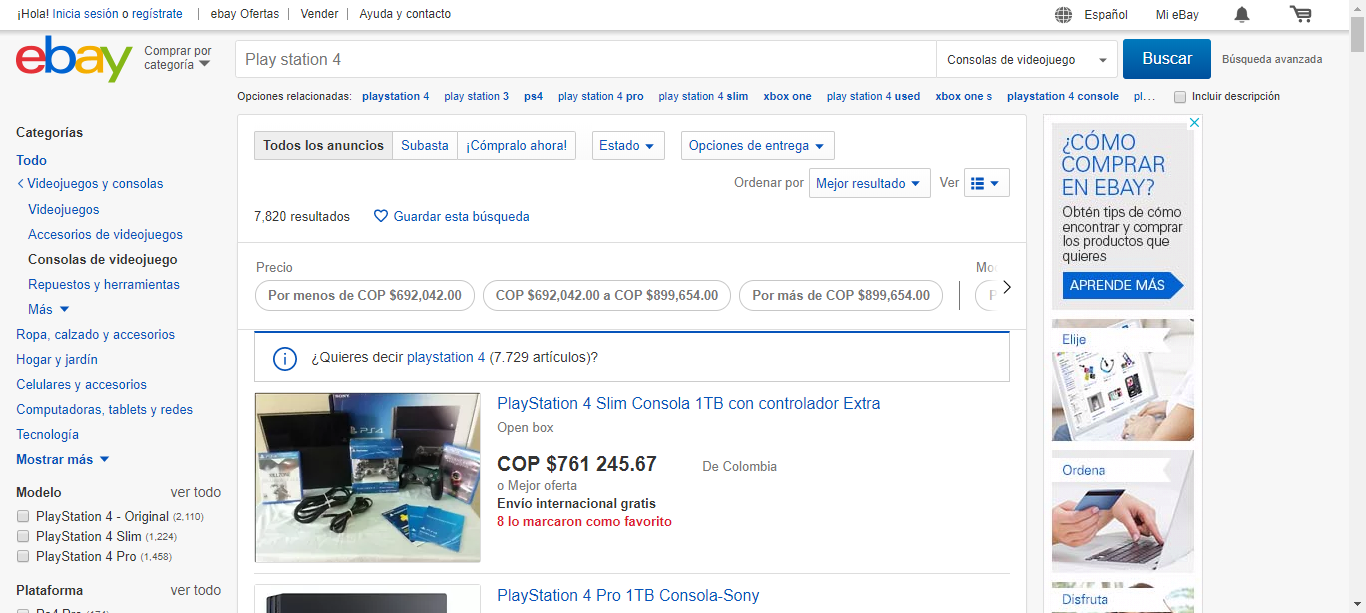 ¡Hola! Inicia sesión o regístrate
ebay Ofertas
Vender
Ayuda y contacto
Español
Mi eBay
ebay
Comprar por
categoría
Play station 4
Consolas de videojuego
Buscar
Búsqueda avanzada
Opciones relacionadas: playstation 4 play station 3 ps4 play station 4 pro play station 4 slim xbox one play station 4 used xbox one s playstation 4 console pl…
Incluir descripción
Categorías
Todo
Videojuegos y consolas
Videojuegos
Accesorios de videojuegos
Consolas de videojuego
Repuestos y herramientas
Más
Ropa, calzado y accesorios
Hogar y jardín
Celulares y accesorios
Computadoras, tablets y redes
Tecnología
Mostrar más
Modelo ver todo
PlayStation 4 - Original (2,110)
PlayStation 4 Slim (1,224)
PlayStation 4 Pro (1,458)
Plataforma ver todo
Todos los anuncios Subasta ¡Cómpralo ahora! Estado Opciones de entrega
Ordenar por Mejor resultado Ver
7,820 resultados Guardar esta búsqueda
Precio
Por menos de COP $692,042.00 COP $692,042.00 a COP $899,654.00 Por más de COP $899,654.00
¿Quieres decir playstation 4 (7.729 artículos)?
SONY
PS4
KILLZONE
PlayStation 4 Slim Consola 1TB con controlador Extra
Open box
COP $761 245.67 De Colombia
o Mejor oferta
Envío internacional gratis
8 lo marcaron como favorito
PlayStation 4 Pro 1TB Consola-Sony
¿CÓMO
COMPRAR
EN EBAY?
Obtén tips de cómo
encontrar y comprar
los productos que
quieres
APRENDE MÁS
Elije
Ordena
Disfruta